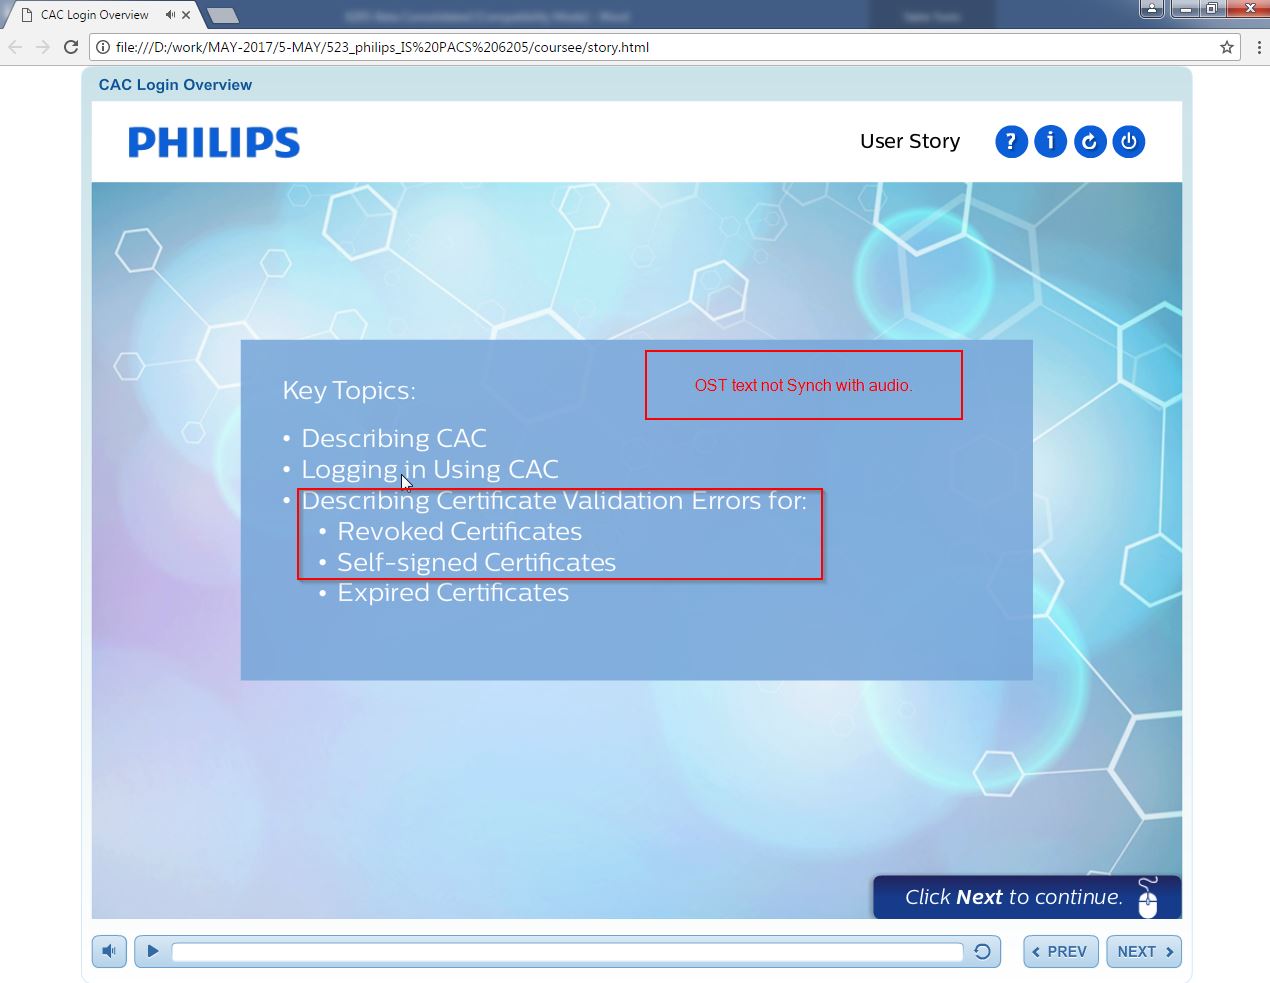 CAC Login Overview
file:///D:/work/MAY-2017/5-MAY/523_philips_IS%20PACS%206205/coursee/story.html
CAC Login Overview
PHILIPS
User Story
?
i
OST text not Synch with audio.
Key Topics:
• Describing CAC
• Logging in Using CAC
• Describing Certificate Validation Errors for:
• Revoked Certificates
• Self-signed Certificates
• Expired Certificates
Click Next to continue.
PREV
NEXT